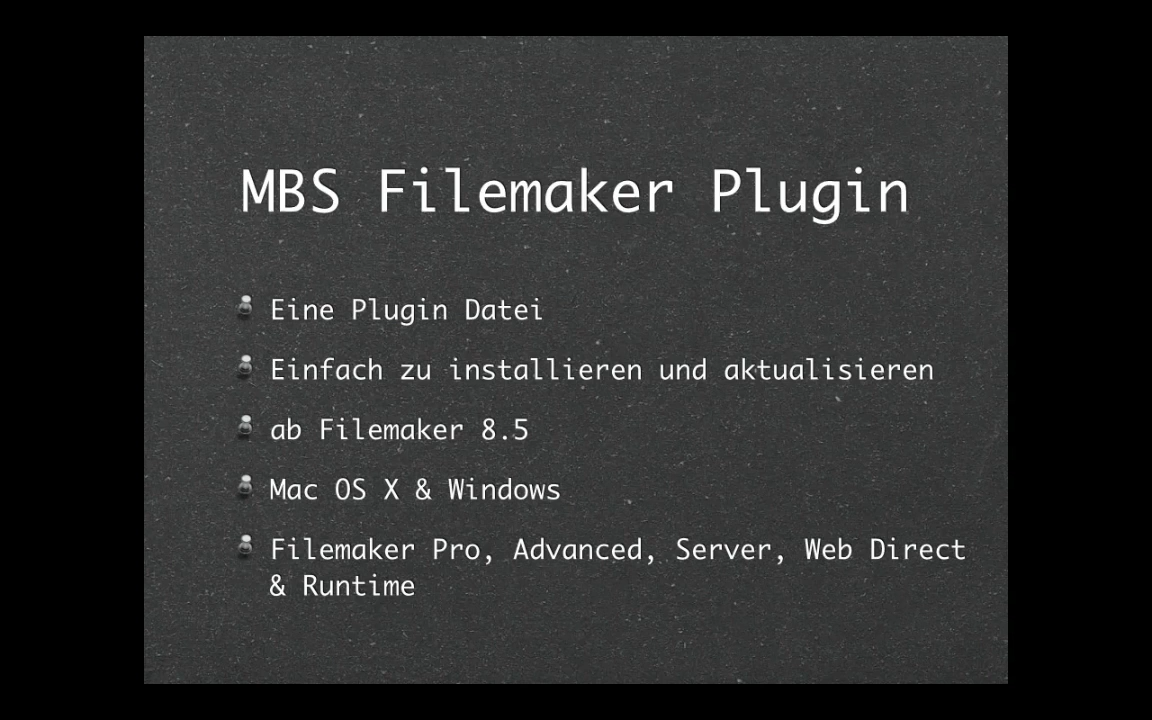 MBS Filemaker Plugin
Eine Plugin Datei
Einfach zu installieren und aktualisieren
ab Filemaker 8.5
Mac OS X & Windows
Filemaker Pro, Advanced, Server, Web Direct
& Runtime